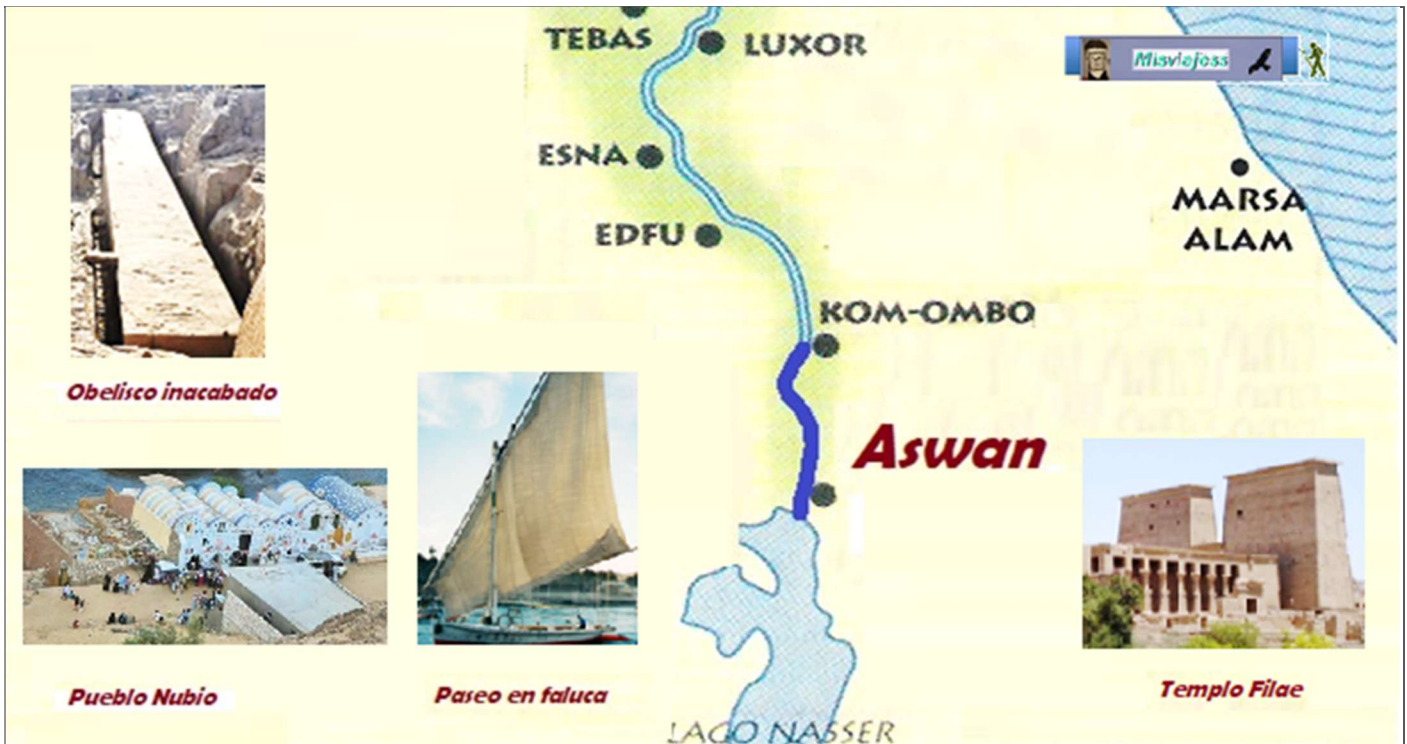 TEBAS
LUXOR
Misviajess
ESNA
MARSA
ALAM
EDFU
KOM-OMBO
Obelisco inacabado
Aswan
Pueblo Nubio
Paseo en faluca
Templo Filae
LAGO NASSER